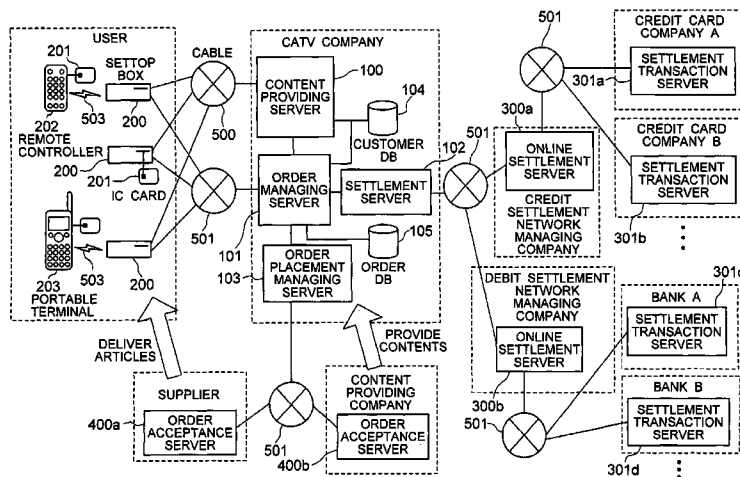 USER
201
SETTOP
BOX
503
200
202
REMOTE
CONTROLLER
200
201
IC CARD
503
200
203
PORTABLE
TERMINAL
CABLE
500
501
CATV COMPANY
100
CONTENT
PROVIDING
SERVER
104
CUSTOMER
DB
102
ORDER
MANAGING
SERVER
SETTLEMENT
SERVER
101
105
103
ORDER
PLACEMENT
MANAGING
SERVER
ORDER
DB
DELIVER
ARTICLES
PROVIDE
CONTENTS
SUPPLIER
400a
ORDER
ACCEPTANCE
SERVER
501
CONTENT
PROVIDING
COMPANY
ORDER
ACCEPTANCE
SERVER
400b
501
501
300a
ONLINE
SETTLEMENT
SERVER
CREDIT
SETTLEMENT
NETWORK
MANAGING
COMPANY
CREDIT CARD
COMPANY A
301a
SETTLEMENT
TRANSACTION
SERVER
CREDIT CARD
COMPANY B
SETTLEMENT
TRANSACTION
SERVER
301b
DEBIT SETTLEMENT
NETWORK
MANAGING
COMPANY
ONLINE
SETTLEMENT
SERVER
300b
501
BANK A
301c
SETTLEMENT
TRANSACTION
SERVER
BANK B
SETTLEMENT
TRANSACTION
SERVER
301d